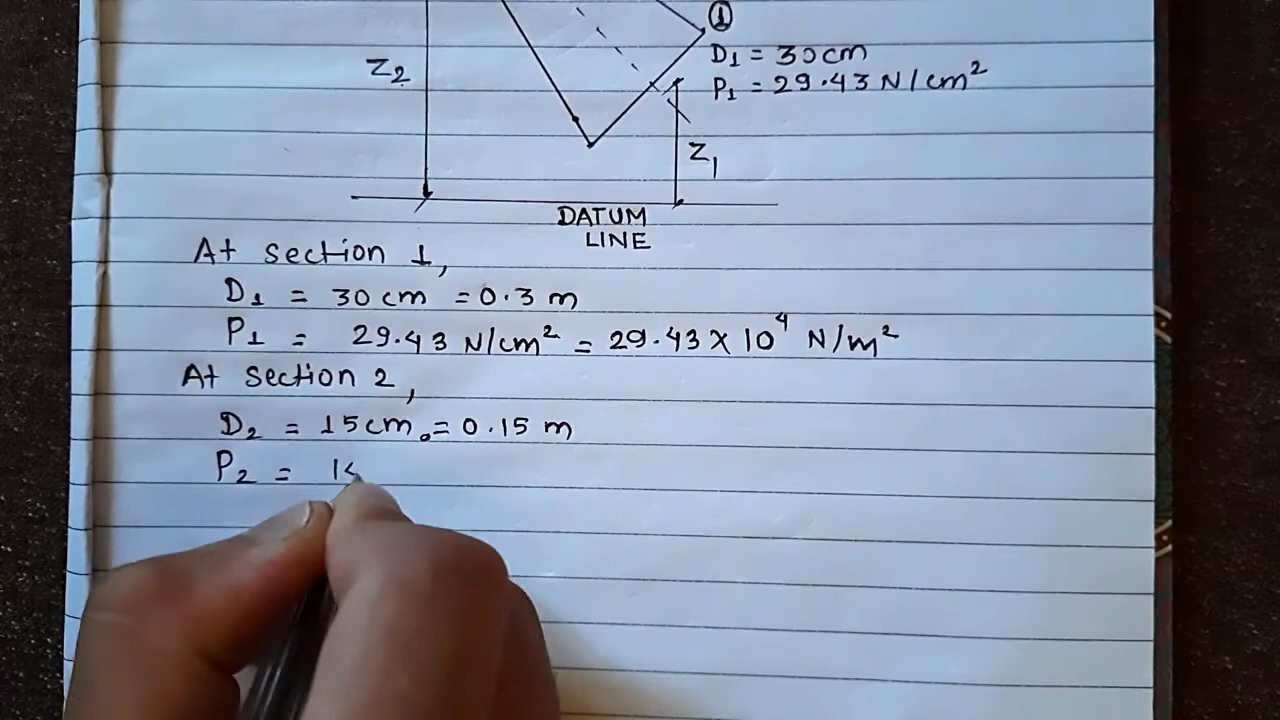 ①
D1 = 30cm
Z2
P1 = 29.43 N/cm²
Z1
DATUM
LINE
At section 1,
D1 = 30 cm = 0.3 m
P1 = 29.43 N/cm² = 29.43 X 10⁴ N/m²
At section 2,
D2 = 15cm = 0.15 m
P2 =